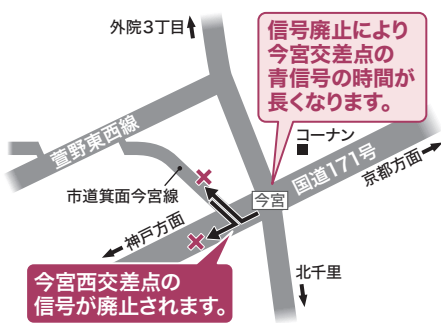 外院3丁目
信号廃止により
今宮交差点の
青信号の時間が
長くなります。
萱野東西線
コーナン
国道171号
京都方面
市道箕面今宮線
今宮
神戸方面
今宮西交差点の
信号が廃止されます。
北千里